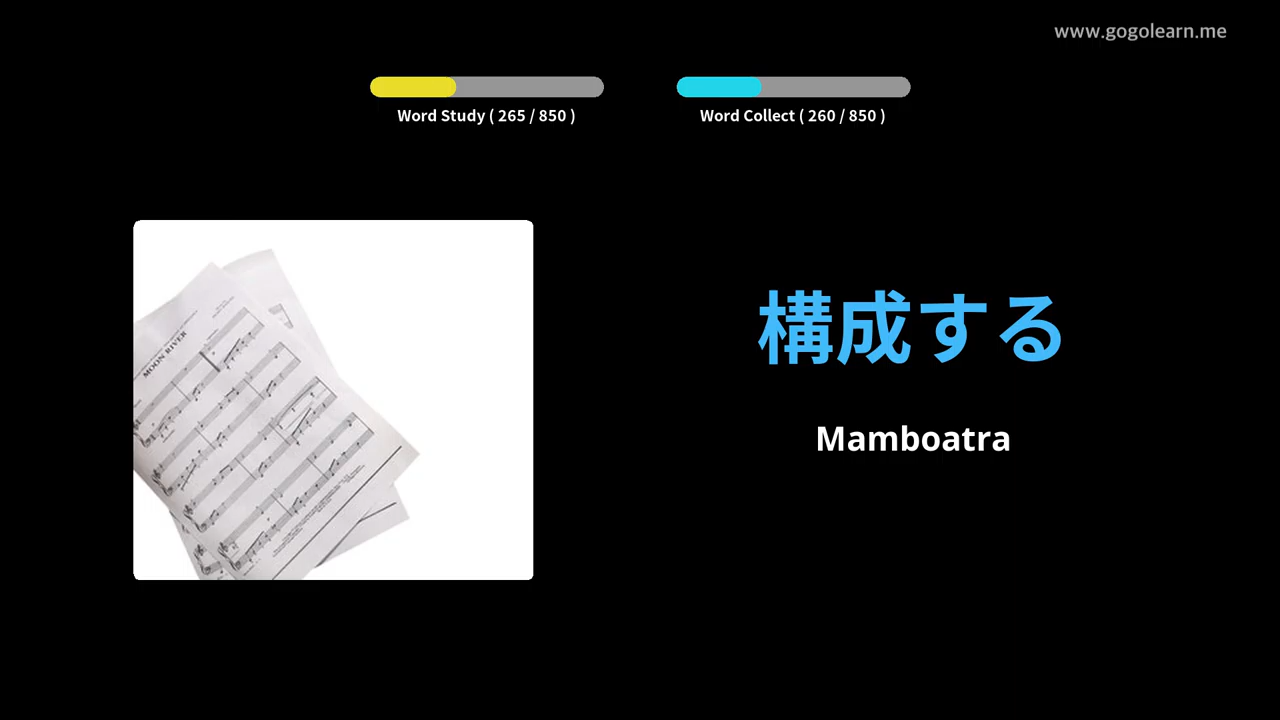 www.gogolearn.me
Word Study ( 265 / 850 )
Word Collect ( 260 / 850 )
MOON RIVER
構成する
Mamboatra